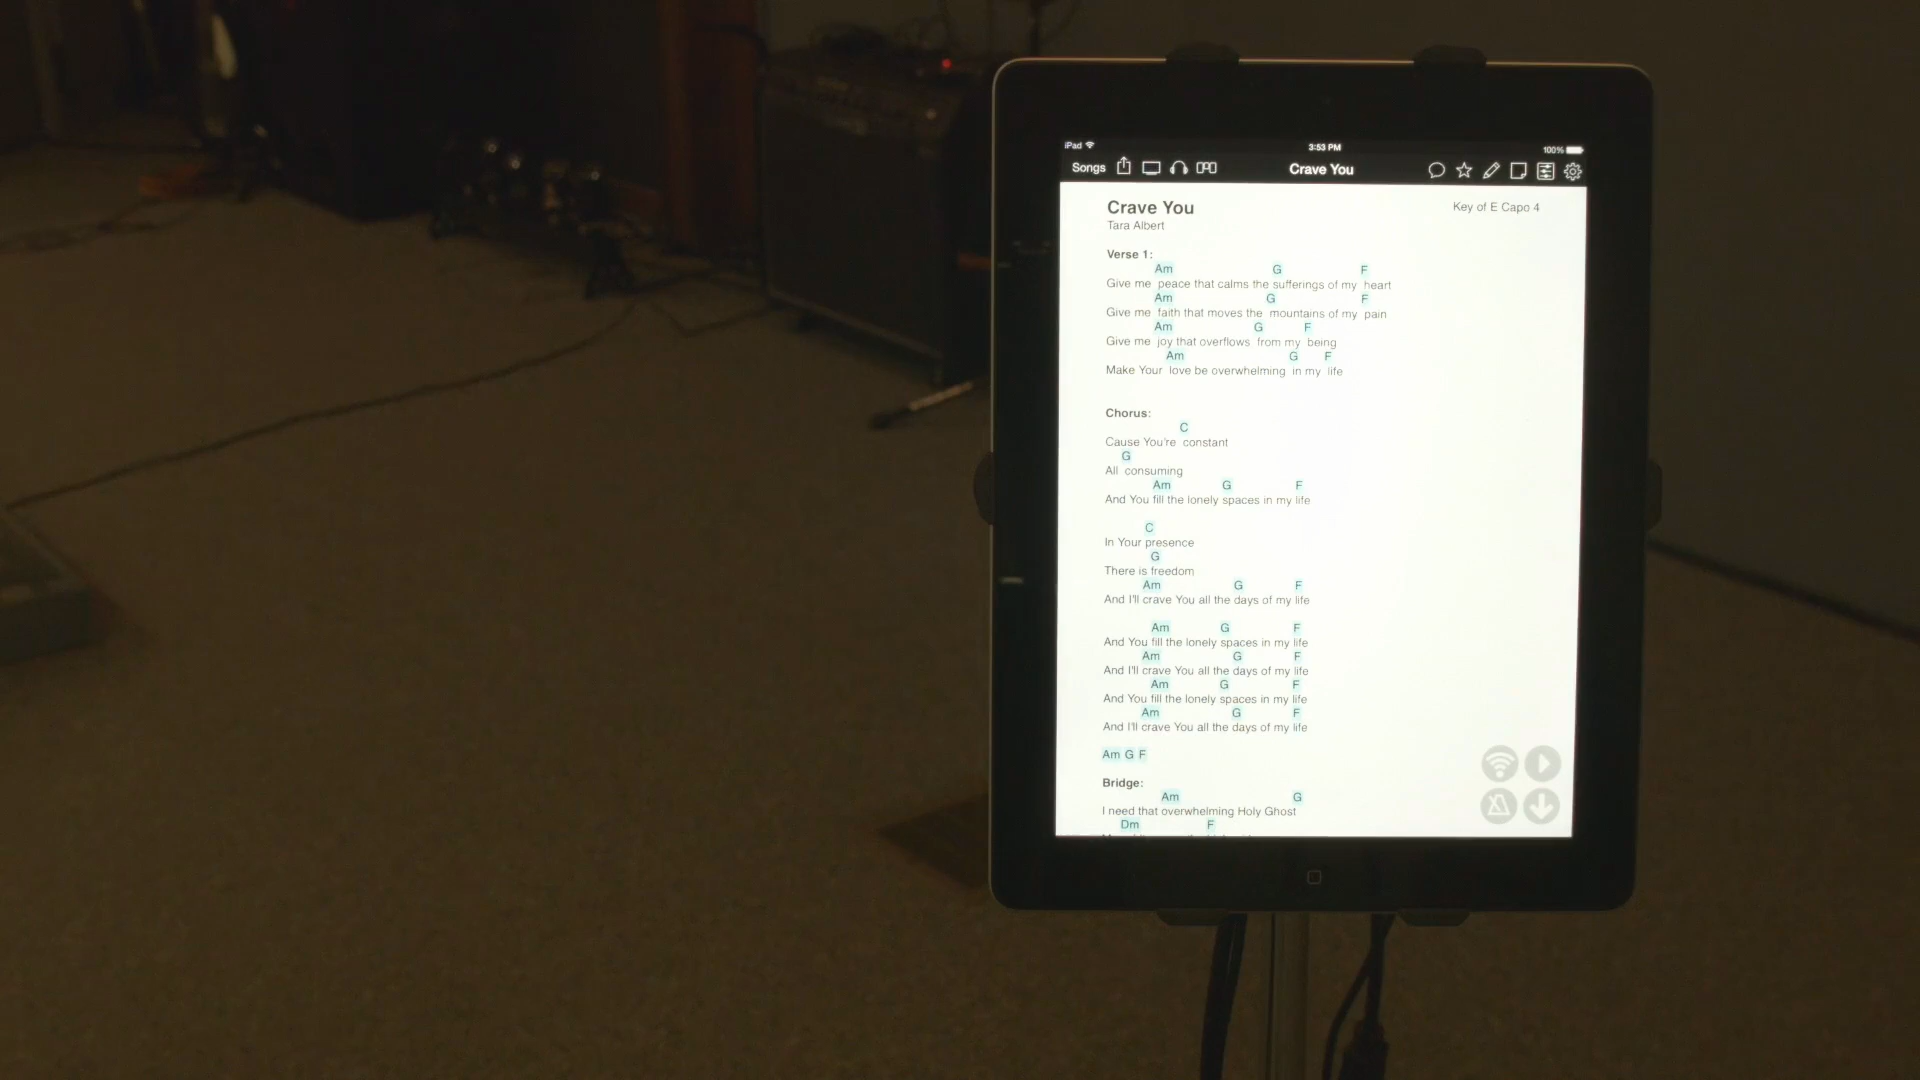 iPad 3:53 PM 100%
Songs Crave You
Crave You Key of E Capo 4
Tara Albert
Verse 1:
Am G F
Give me peace that calms the sufferings of my heart
Am G F
Give me faith that moves the mountains of my pain
Am G F
Give me joy that overflows from my being
Am G F
Make Your love be overwhelming in my life
Chorus:
C
Cause You're constant
G
All consuming
Am G F
And You fill the lonely spaces in my life
C
In Your presence
G
There is freedom
Am G F
And I'll crave You all the days of my life
Am G F
And You fill the lonely spaces in my life
Am G F
And I'll crave You all the days of my life
Am G F
And You fill the lonely spaces in my life
Am G F
And I'll crave You all the days of my life
Am G F
Bridge:
Am G
I need that overwhelming Holy Ghost
Dm F